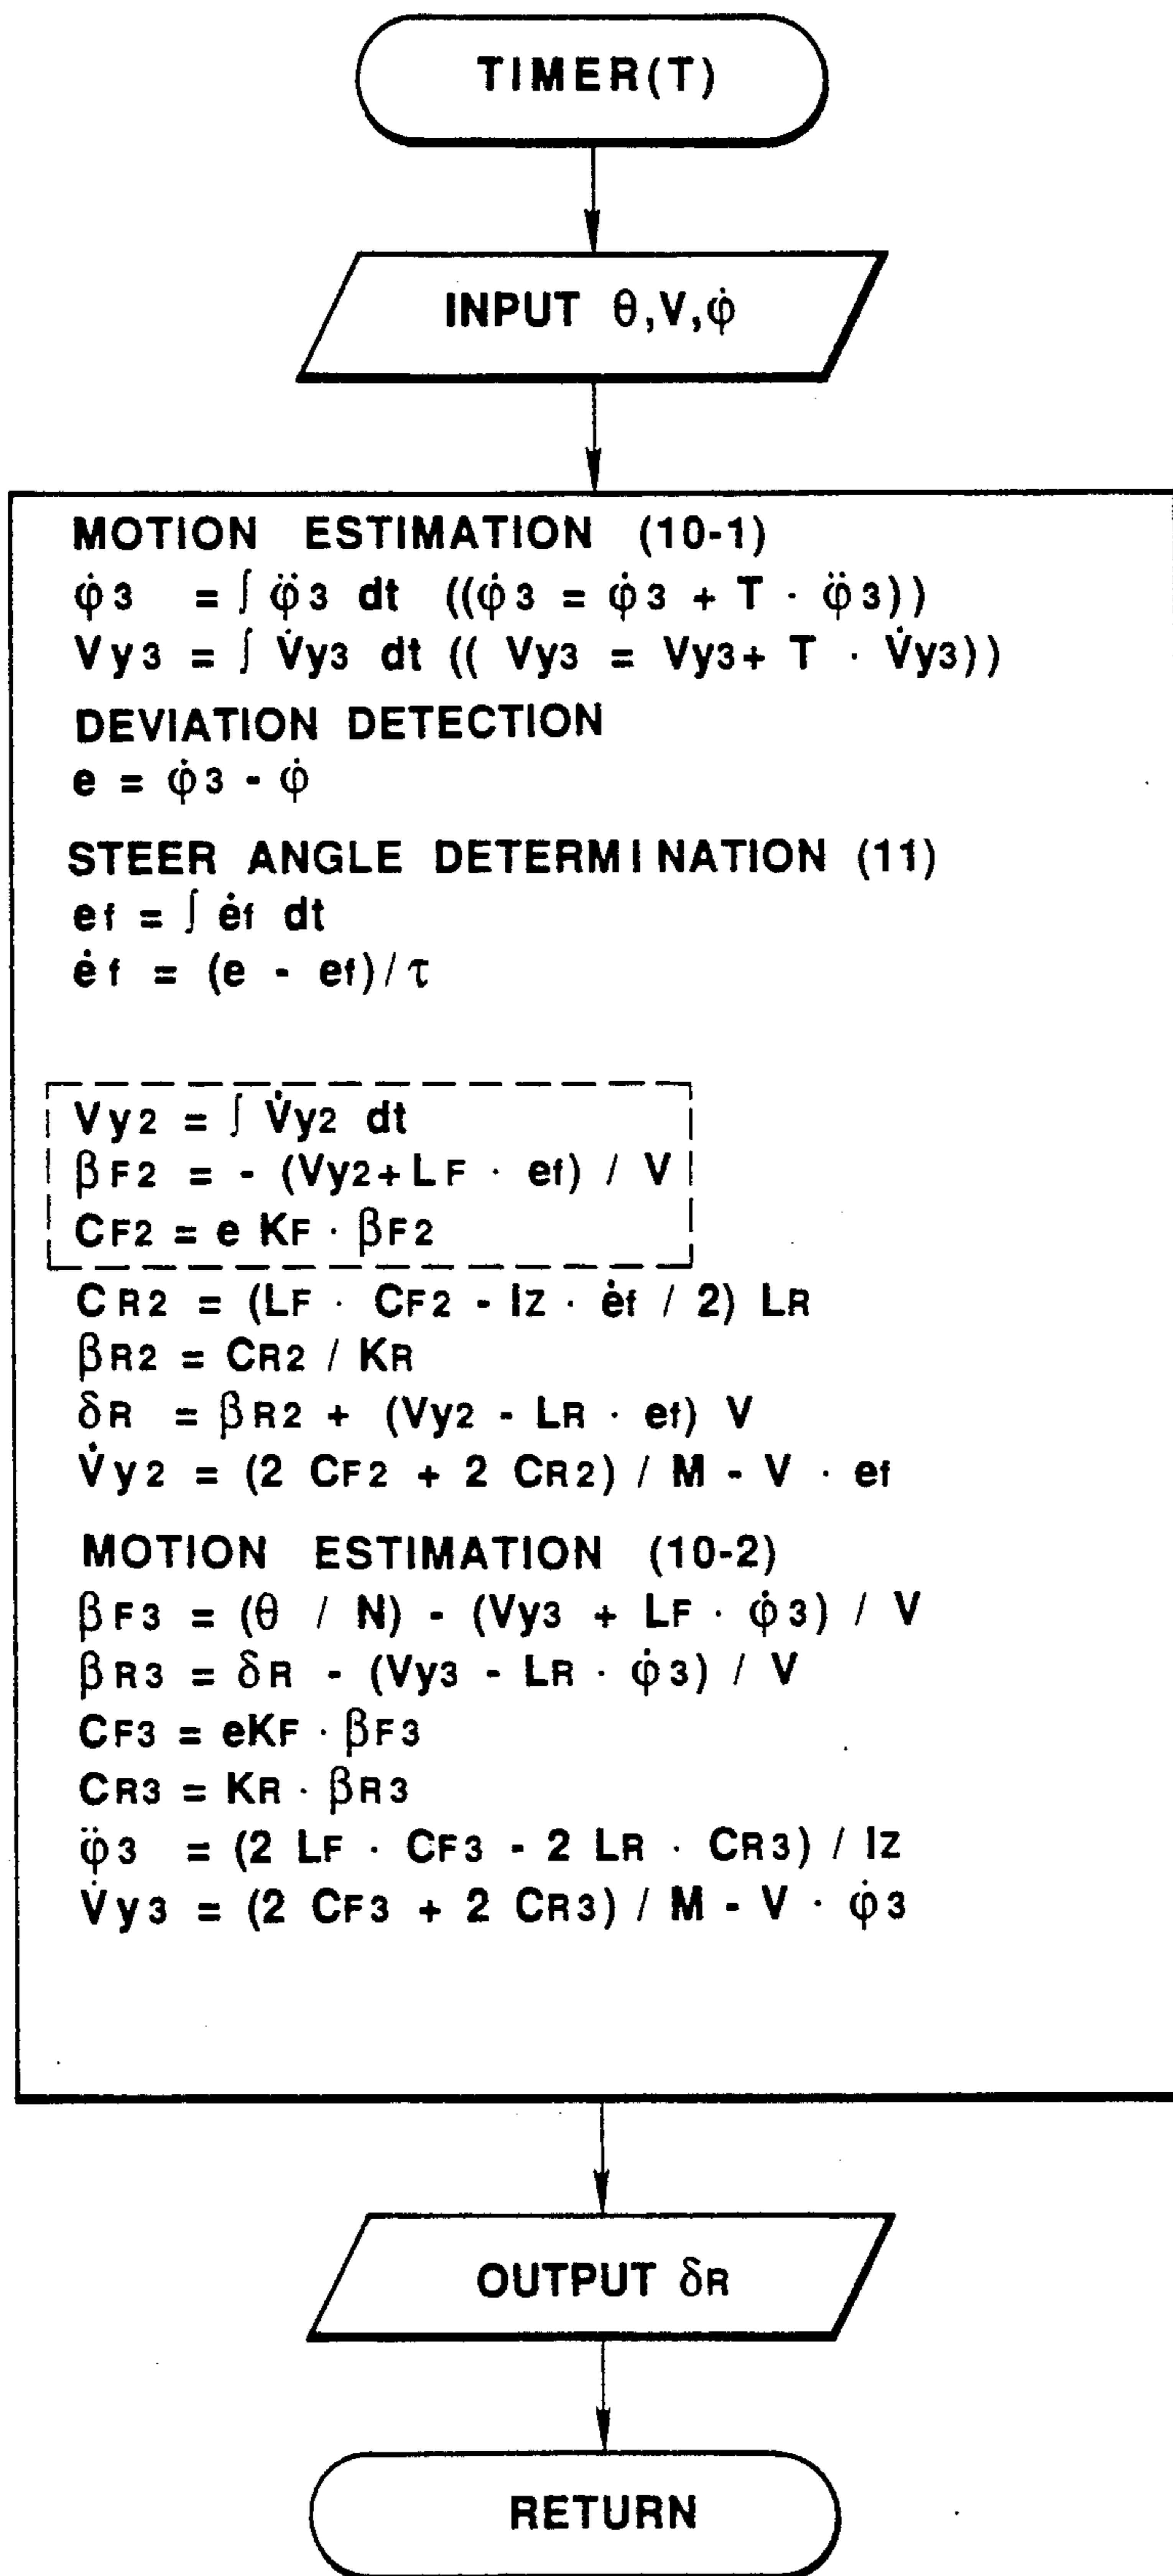 TIMER(T)
INPUT θ,V,φ̇
MOTION ESTIMATION (10-1)
φ̇3 = ∫ φ̈3 dt ((φ̇3 = φ̇3 + T · φ̈3))
Vy3 = ∫ V̇y3 dt (( Vy3 = Vy3+ T · V̇y3))
DEVIATION DETECTION
e = φ̇3 - φ̇
STEER ANGLE DETERMINATION (11)
ef = ∫ ėf dt
ėf = (e - ef)/τ
Vy2 = ∫ V̇y2 dt
βF2 = - (Vy2+LF · ef) / V
CF2 = e KF · βF2
CR2 = (LF · CF2 - IZ · ėf / 2) LR
βR2 = CR2 / KR
δR = βR2 + (Vy2 - LR · ef) V
V̇y2 = (2 CF2 + 2 CR2) / M - V · ef
MOTION ESTIMATION (10-2)
βF3 = (θ / N) - (Vy3 + LF · φ̇3) / V
βR3 = δR - (Vy3 - LR · φ̇3) / V
CF3 = eKF · βF3
CR3 = KR · βR3
φ̈3 = (2 LF · CF3 - 2 LR · CR3) / IZ
V̇y3 = (2 CF3 + 2 CR3) / M - V · φ̇3
OUTPUT δR
RETURN